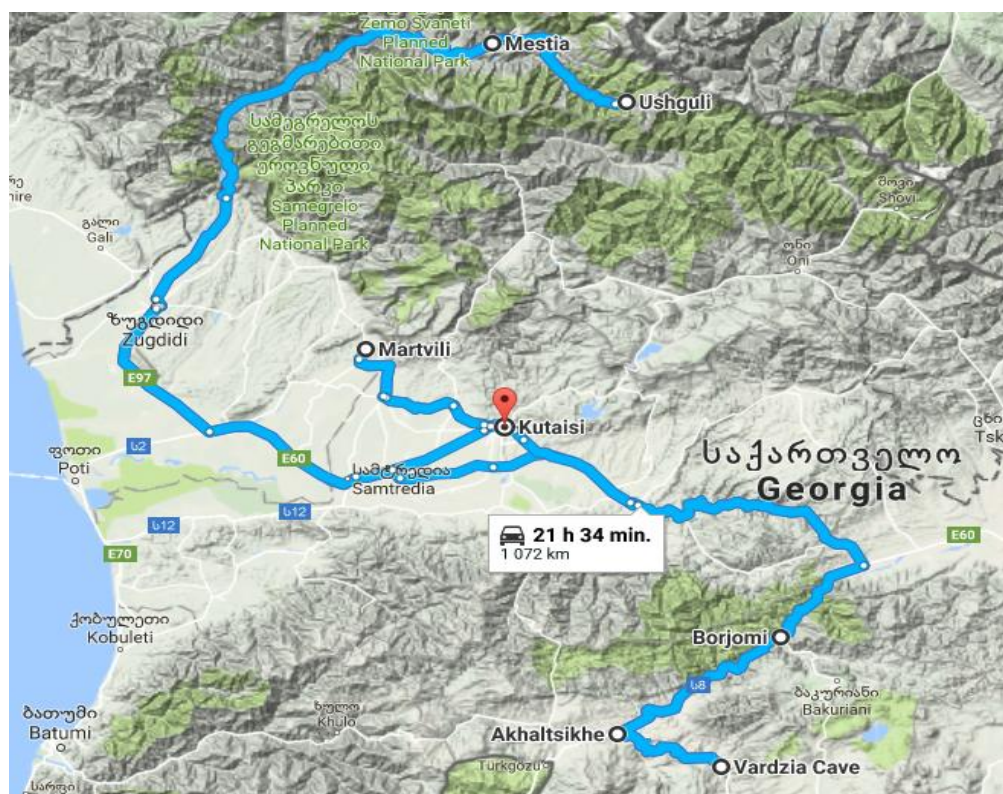 Zemo Svaneti
Planned
National Park
Mestia
Ushguli
სამეგრელოს
გეგმარებითი
ეროვნული
პარკი
Samegrelo
Planned
National Park
შოვი
Shovi
გალი
Gali
ონი
Oni
ზუგდიდი
Zugdidi
Martvili
E97
Kutaisi
ს2
E60
ფოთი
Poti
სამტრედია
Samtredia
საქართველო
Georgia
ს12
ს12
E70
21 h 34 min.
1 072 km
E60
ქობულეთი
Kobuleti
Borjomi
ს8
ბაკურიანი
Bakuriani
ბათუმი
Batumi
ხულო
Khulo
Akhaltsikhe
Türkgözü
Vardzia Cave
სარფი